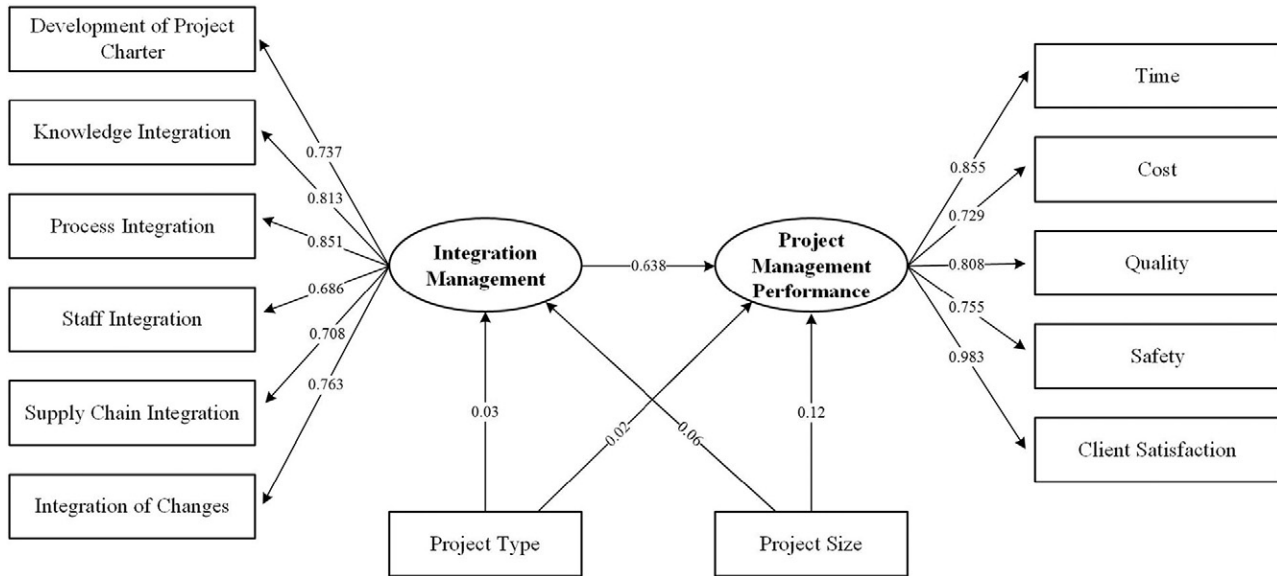 Development of Project
Charter
Knowledge Integration
Process Integration
Staff Integration
Supply Chain Integration
Integration of Changes
0.737
0.813
0.851
0.686
0.708
0.763
Integration
Management
0.638
Project
Management
Performance
0.855
0.729
0.808
0.755
0.983
Time
Cost
Quality
Safety
Client Satisfaction
0.03
0.02
0.06
0.12
Project Type
Project Size